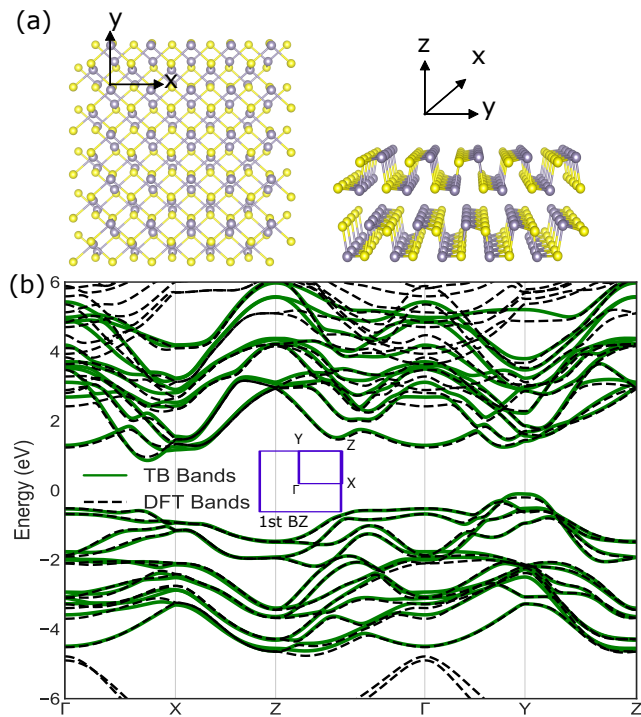 (a)
y
x
z
x
y
(b)
Energy (eV)
6
4
2
0
−2
−4
−6
TB Bands
DFT Bands
Y
Z
Γ
X
1st BZ
Γ
X
Z
Γ
Y
Z